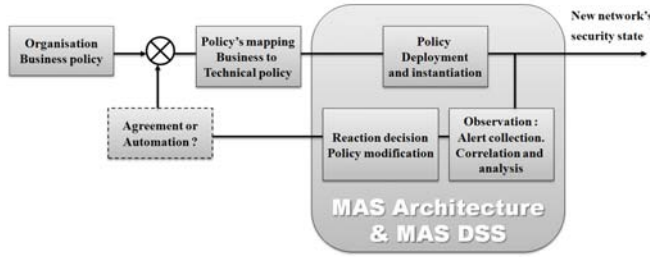 Organisation
Business policy
Policy's mapping
Business to
Technical policy
Policy
Deployment
and instantiation
New network's
security state
Agreement or
Automation ?
Reaction decision
Policy modification
Observation :
Alert collection.
Correlation and
analysis
MAS Architecture
& MAS DSS